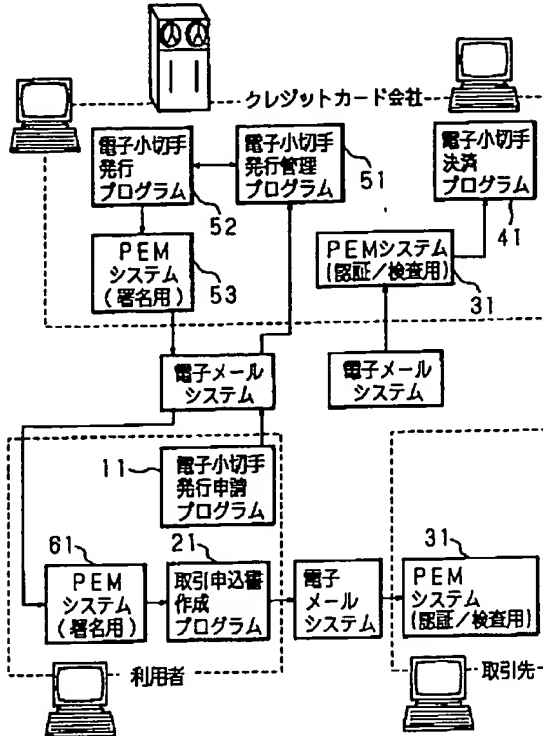 クレジットカード会社
電子小切手
発行
プログラム
52
電子小切手
発行管理
プログラム
51
電子小切手
決済
プログラム
41
PEM
システム
(署名用)
53
PEMシステム
(認証/検査用)
31
電子メール
システム
電子メール
システム
11
電子小切手
発行申請
プログラム
61
PEM
システム
(署名用)
21
取引申込書
作成
プログラム
電子
メール
システム
31
PEM
システム
(認証/検査用)
利用者
取引先